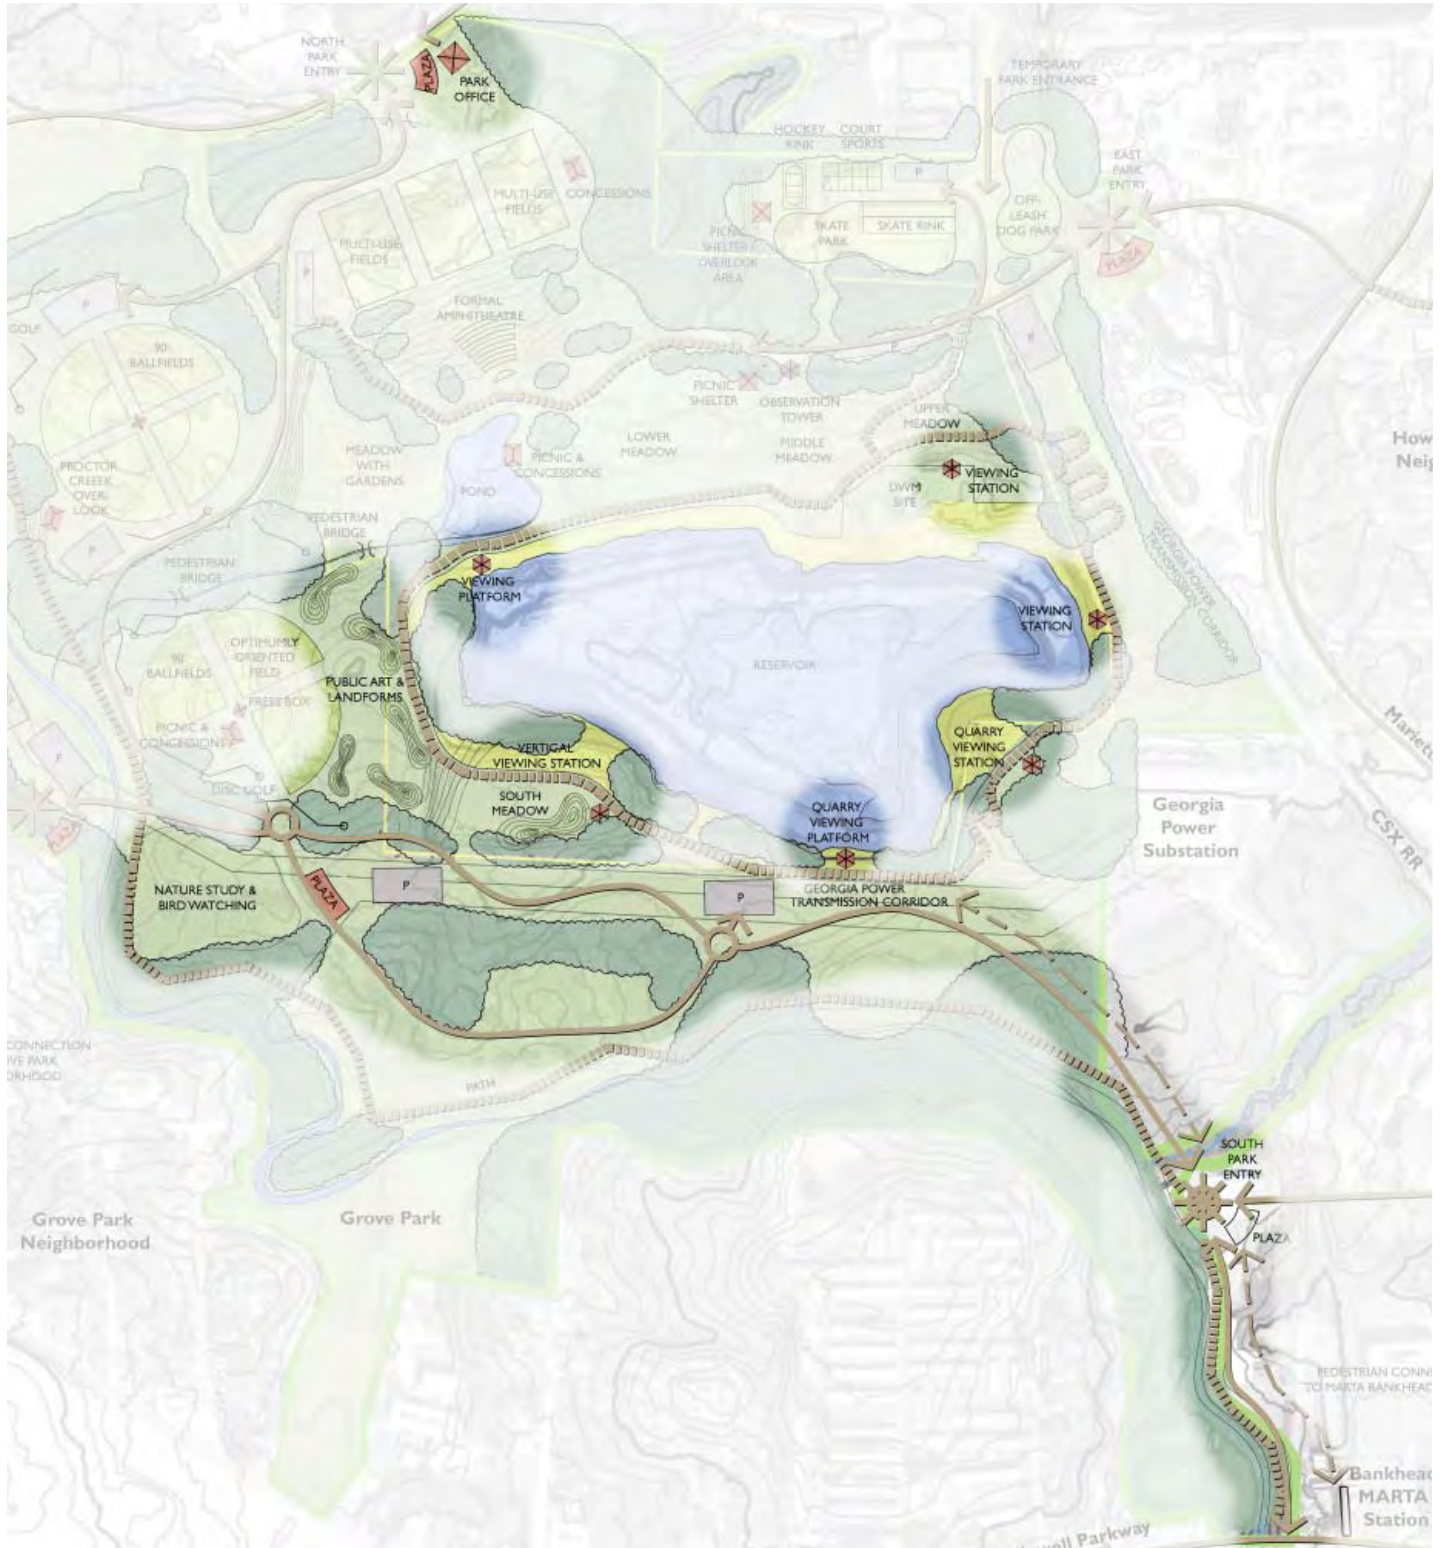 NORTH
PARK
ENTRY
PLAZA
PARK
OFFICE
TEMPORARY
PARK ENTRANCE
HOCKEY
RINK
COURT
SPORTS
P
EAST
PARK
ENTRY
MULTI-USE
FIELDS
CONCESSIONS
OFF-
LEASH
DOG PARK
PICNIC
SHELTER /
OVERLOOK
AREA
SKATE
PARK
SKATE RINK
PLAZA
MULTI-USE
FIELDS
P
P
GOLF
FORMAL
AMPHITHEATRE
90'
BALLFIELDS
P
P
PICNIC
SHELTER
OBSERVATION
TOWER
UPPER
MEADOW
LOWER
MEADOW
MIDDLE
MEADOW
MEADOW
WITH
GARDENS
PICNIC &
CONCESSIONS
POND
DWM
SITE
VIEWING
STATION
PROCTOR
CREEEK
OVER-
LOOK
P
PEDESTRIAN
BRIDGE
PEDESTRIAN
BRIDGE
GEORGIA POWER
TRANSMISSION CORRIDOR
VIEWING
PLATFORM
VIEWING
STATION
RESERVOIR
90'
BALLFIELDS
OPTIMUMLY
ORIENTED
FIELD
PRESS BOX
PUBLIC ART &
LANDFORMS
PICNIC &
CONCESSIONS
VERTICAL
VIEWING STATION
QUARRY
VIEWING
STATION
DISC GOLF
SOUTH
MEADOW
QUARRY
VIEWING
PLATFORM
PLAZA
Georgia
Power
Substation
CSX RR
NATURE STUDY &
BIRD WATCHING
PLAZA
P
P
GEORGIA POWER
TRANSMISSION CORRIDOR
CONNECTION
PATH
SOUTH
PARK
ENTRY
PLAZA
Grove Park
Neighborhood
Grove Park
PEDESTRIAN CONN
TO MARTA BANKHEAD
Bankhead
MARTA
Station
ell Parkway